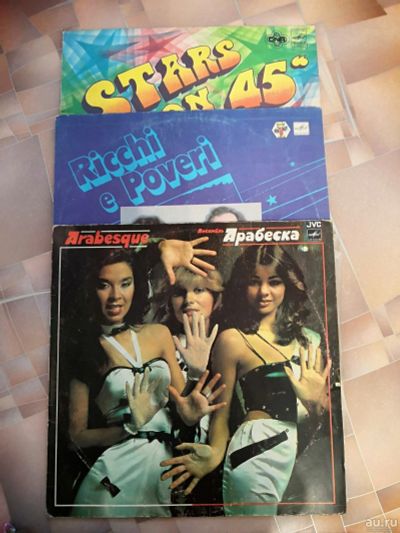 STARS
ON 45"
Ricchi
e Poveri
JVC
Arabesque Ансамбль Арабеска
au.ru